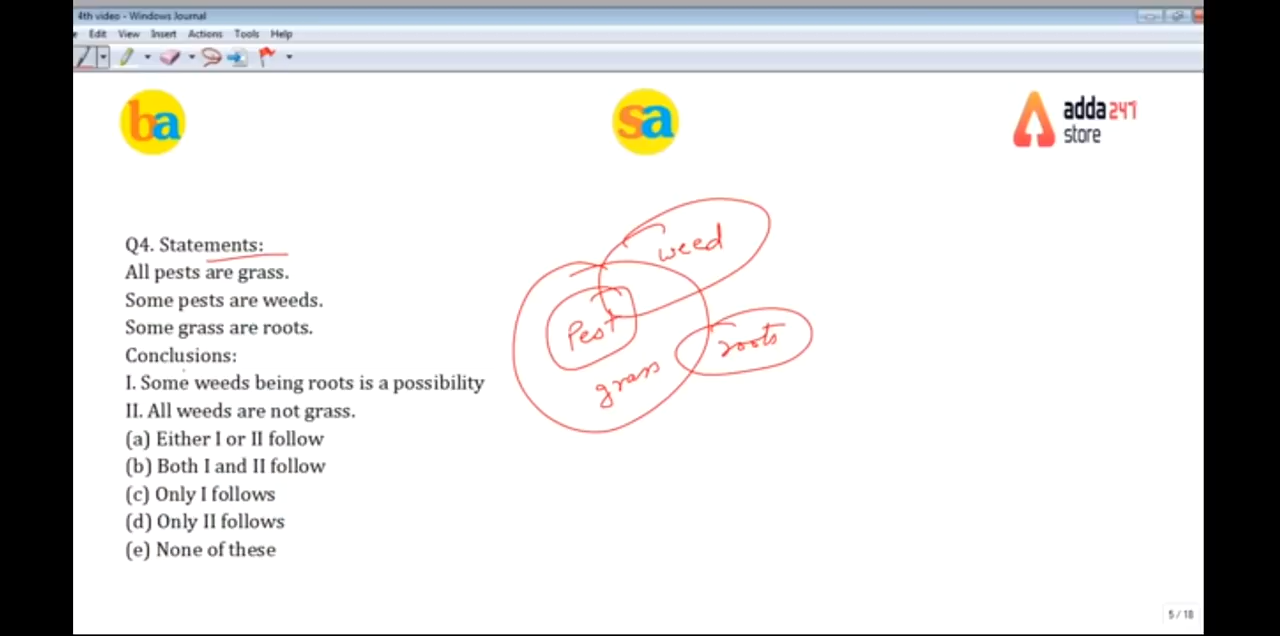 4th video - Windows Journal
Edit View Insert Actions Tools Help
ba
sa
adda247
store
Q4. Statements:
All pests are grass.
Some pests are weeds.
Some grass are roots.
Conclusions:
I. Some weeds being roots is a possibility
II. All weeds are not grass.
(a) Either I or II follow
(b) Both I and II follow
(c) Only I follows
(d) Only II follows
(e) None of these
weed
Pest
roots
grass
5 / 18